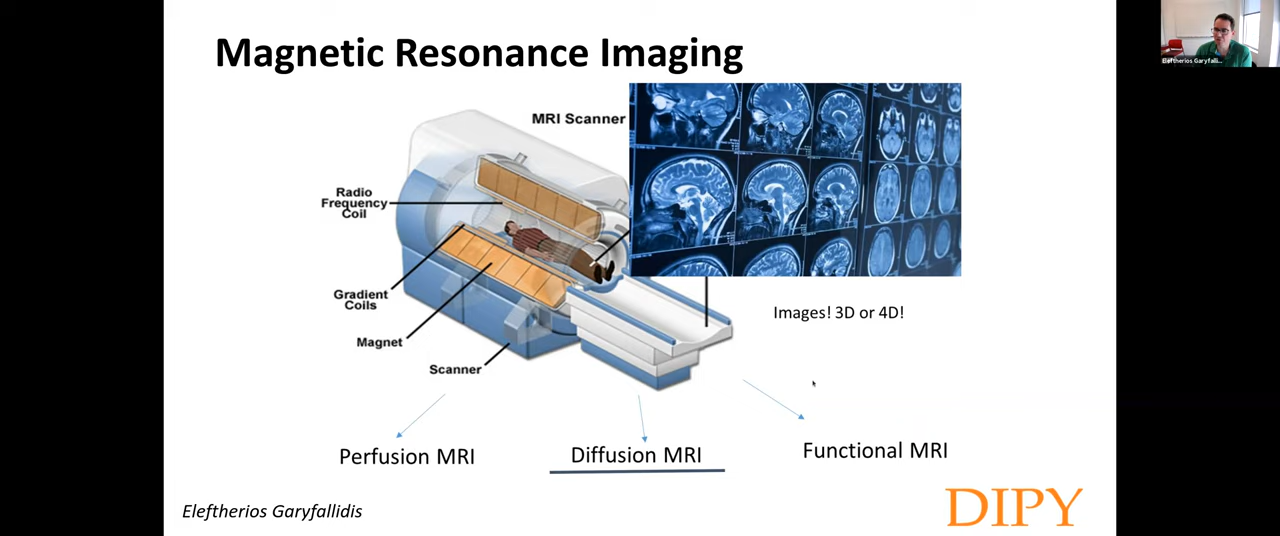 Magnetic Resonance Imaging
MRI Scanner
Radio
Frequency
Coil
Gradient
Coils
Magnet
Scanner
Images! 3D or 4D!
Perfusion MRI
Diffusion MRI
Functional MRI
Eleftherios Garyfallidis
DIPY
Eleftherios Garyfalli...